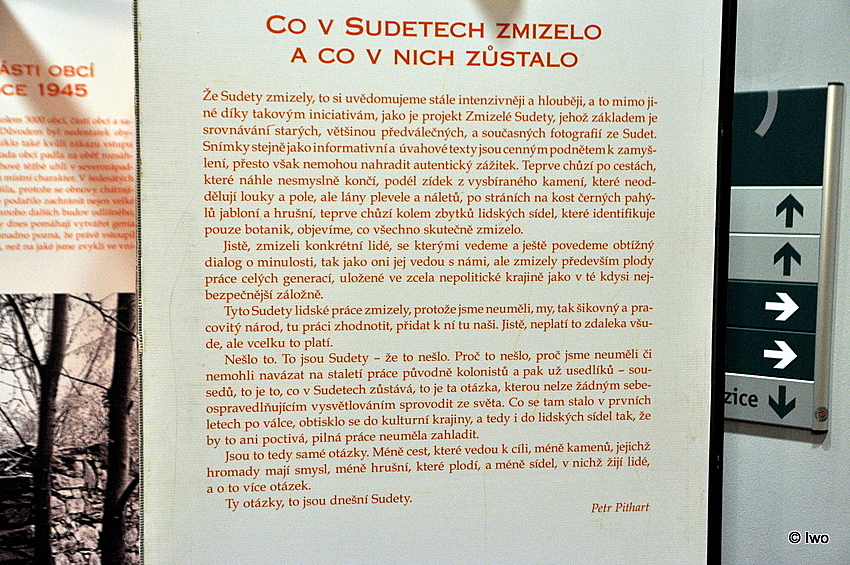 ÁSTI OBCÍ
CE 1945
olem 3000 obcí, částí obcí a sa-
Důvodem byl nedostatek oby-
Co v Sudetech zmizelo
a co v nich zůstalo
Že Sudety zmizely, to si uvědomujeme stále intenzivněji a hlouběji, a to mimo ji-
né díky takovým iniciativám, jako je projekt Zmizelé Sudety, jehož základem je
srovnávání starých, většinou předválečných, a současných fotografií ze Sudet.
Snímky stejně jako informativní a úvahové texty jsou cenným podnětem k zamyš-
lení, přesto však nemohou nahradit autentický zážitek. Teprve chůzí po cestách,
které náhle nesmyslně končí, podél zídek z vysbíraného kamení, které neod-
dělují louky a pole, ale lány plevele a náletů, po stráních na kost černých pahý-
lů jabloní a hrušní, teprve chůzí kolem zbytků lidských sídel, které identifikuje
pouze botanik, objevíme, co všechno skutečně zmizelo.
Jistě, zmizeli konkrétní lidé, se kterými vedeme a ještě povedeme obtížný
dialog o minulosti, tak jako oni jej vedou s námi, ale zmizely především plody
práce celých generací, uložené ve zcela nepolitické krajině jako v té kdysi nej-
bezpečnější záložně.
Tyto Sudety lidské práce zmizely, protože jsme neuměli, my, tak šikovný a pra-
covitý národ, tu práci zhodnotit, přidat k ní tu naši. Jistě, neplatí to zdaleka všu-
de, ale vcelku to platí.
Nešlo to. To jsou Sudety – že to nešlo. Proč to nešlo, proč jsme neuměli či
nemohli navázat na staletí práce původně kolonistů a pak už usedlíků – sou-
sedů, to je to, co v Sudetech zůstává, to je ta otázka, kterou nelze žádným sebe-
ospravedlňujícím vysvětlováním sprovodit ze světa. Co se tam stalo v prvních
letech po válce, obtisklo se do kulturní krajiny, a tedy i do lidských sídel tak, že
by to ani poctivá, pilná práce neuměla zahladit.
Jsou to tedy samé otázky. Méně cest, které vedou k cíli, méně kamenů, jejichž
hromady mají smysl, méně hrušní, které plodí, a méně sídel, v nichž žijí lidé,
a o to více otázek.
Ty otázky, to jsou dnešní Sudety.
Petr Pithart
zice
© Iwo